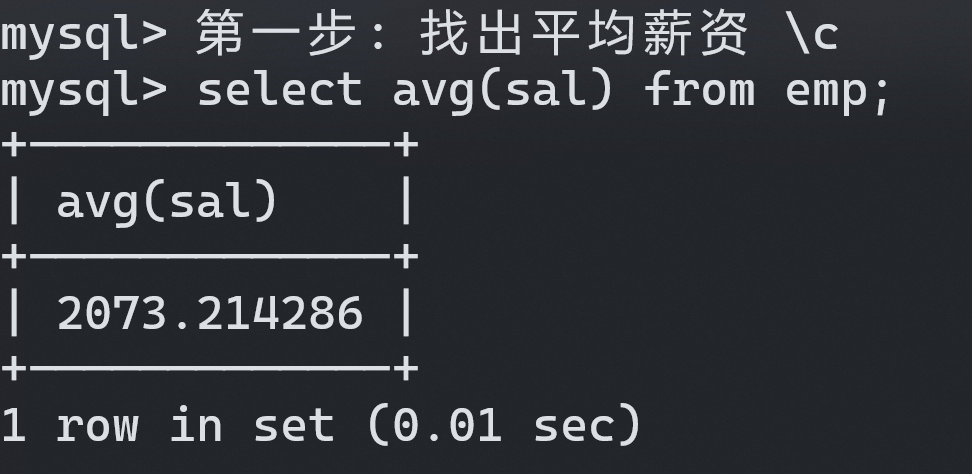 mysql> 第一步：找出平均薪资 \c
mysql> select avg(sal) from emp;
+-------------+
| avg(sal)    |
+-------------+
| 2073.214286 |
+-------------+
1 row in set (0.01 sec)